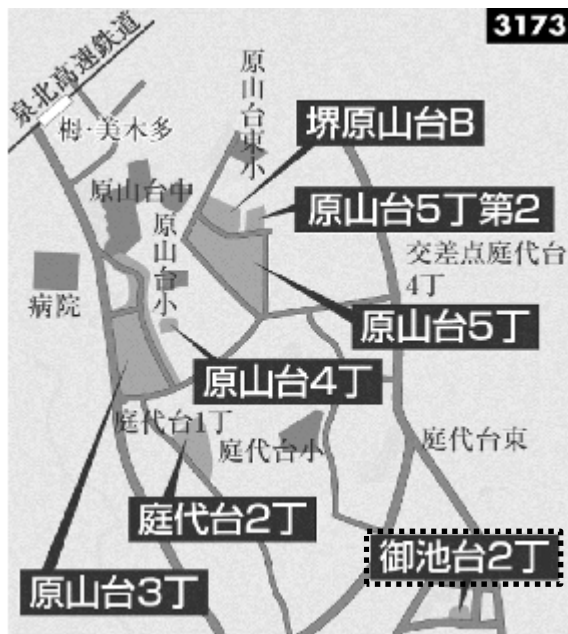 3173
泉北高速鉄道
栂・美木多
原山台東小
堺原山台B
原山台中
原山台5丁第2
原山台小
交差点庭代台
4丁
病院
原山台5丁
原山台4丁
庭代台1丁
庭代台小
庭代台東
庭代台2丁
御池台2丁
原山台3丁